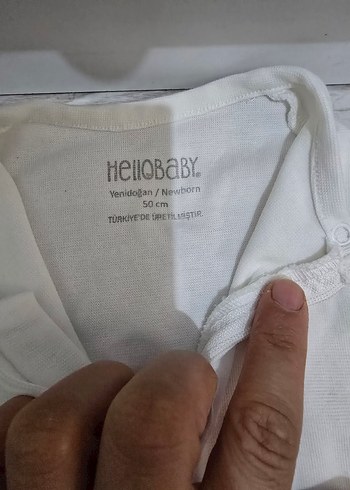 HELLOBABY®
Yenidoğan / Newborn
50 cm
TÜRKİYE'DE ÜRETİLMİŞTİR.